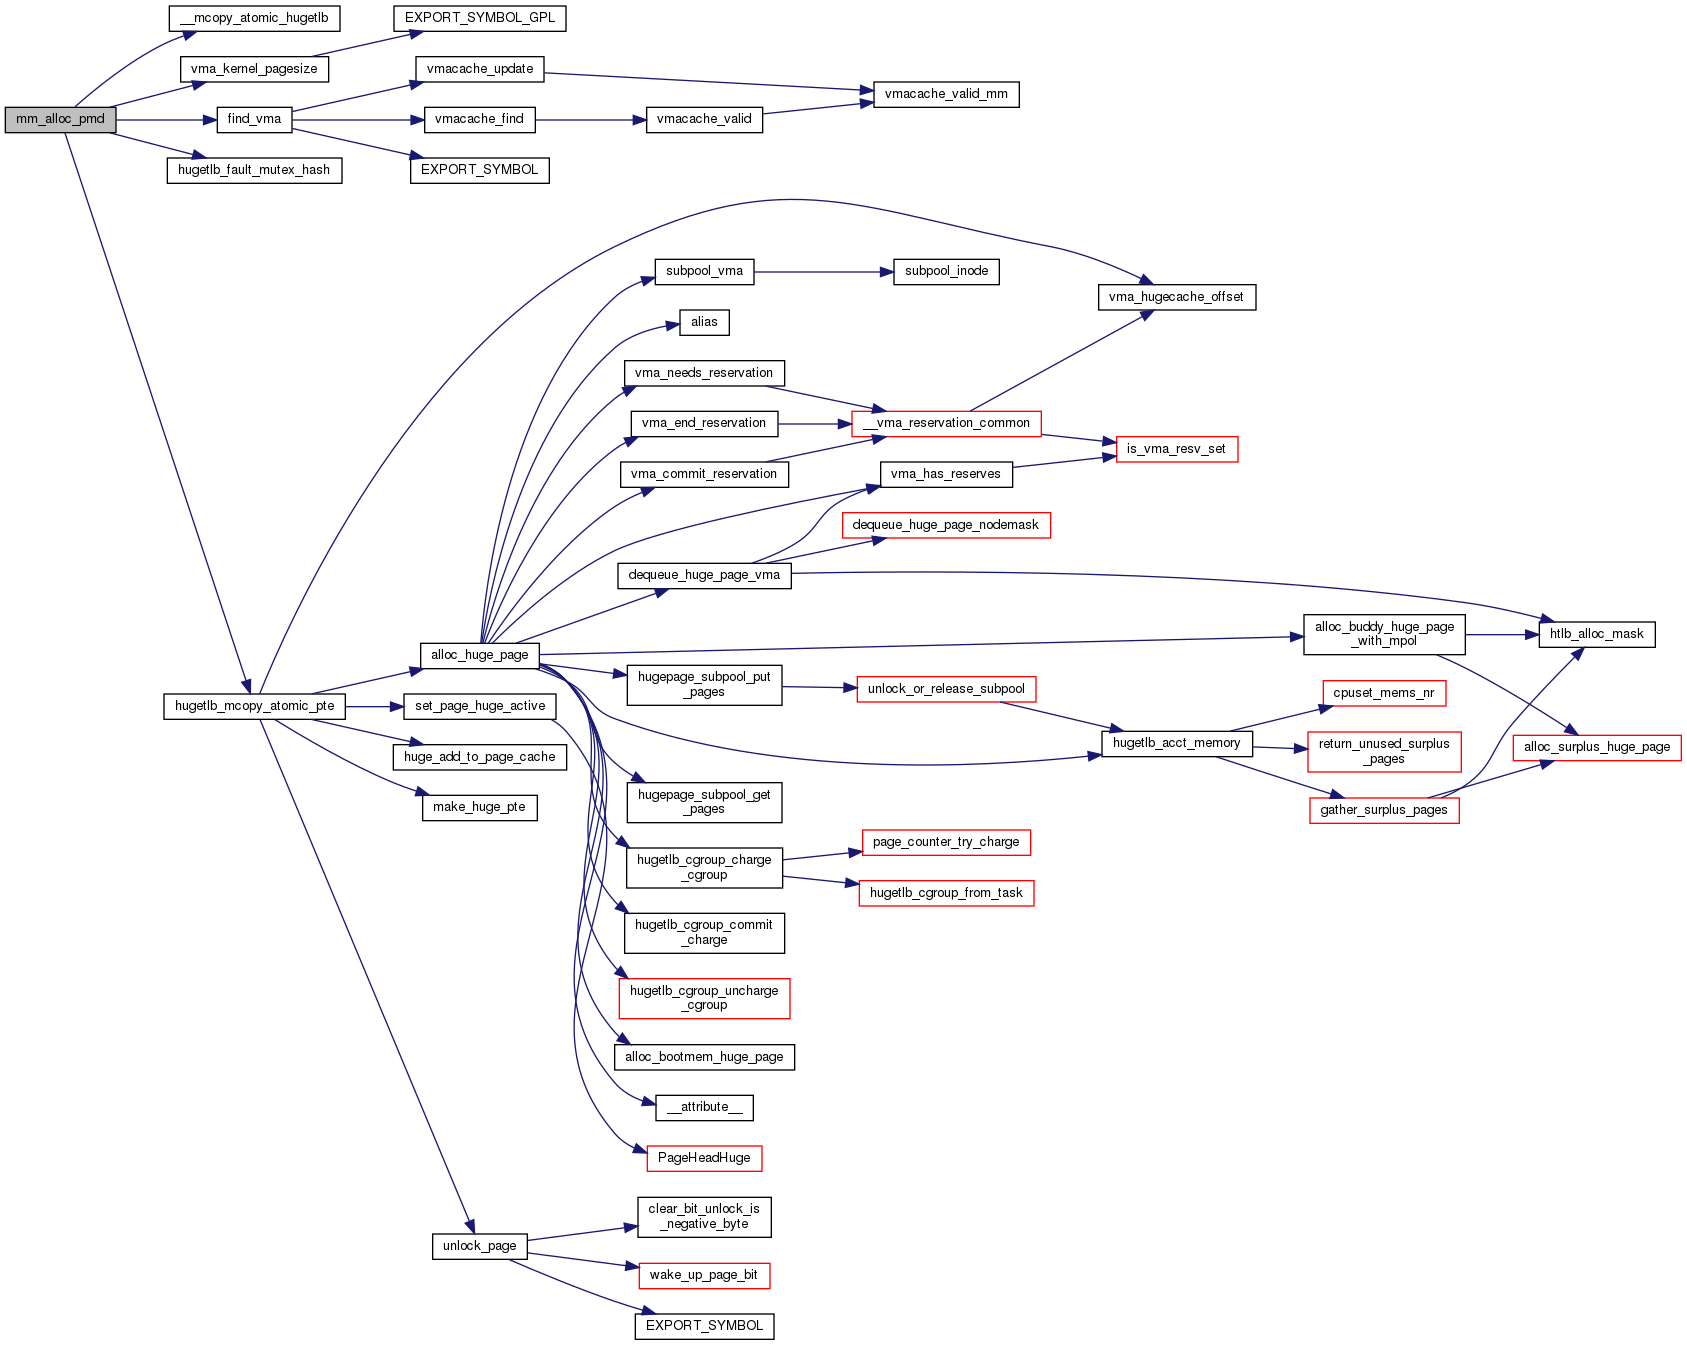 __mcopy_atomic_hugetlb
EXPORT_SYMBOL_GPL
vma_kernel_pagesize
vmacache_update
vmacache_valid_mm
mm_alloc_pmd
find_vma
vmacache_find
vmacache_valid
hugetlb_fault_mutex_hash
EXPORT_SYMBOL
subpool_vma
subpool_inode
vma_hugecache_offset
alias
vma_needs_reservation
vma_end_reservation
__vma_reservation_common
is_vma_resv_set
vma_commit_reservation
vma_has_reserves
dequeue_huge_page_nodemask
dequeue_huge_page_vma
alloc_buddy_huge_page
_with_mpol
htlb_alloc_mask
alloc_huge_page
hugepage_subpool_put
_pages
unlock_or_release_subpool
cpuset_mems_nr
hugetlb_mcopy_atomic_pte
set_page_huge_active
hugetlb_acct_memory
return_unused_surplus
_pages
alloc_surplus_huge_page
huge_add_to_page_cache
hugepage_subpool_get
_pages
make_huge_pte
gather_surplus_pages
hugetlb_cgroup_charge
_cgroup
page_counter_try_charge
hugetlb_cgroup_from_task
hugetlb_cgroup_commit
_charge
hugetlb_cgroup_uncharge
_cgroup
alloc_bootmem_huge_page
__attribute__
PageHeadHuge
clear_bit_unlock_is
_negative_byte
unlock_page
wake_up_page_bit
EXPORT_SYMBOL